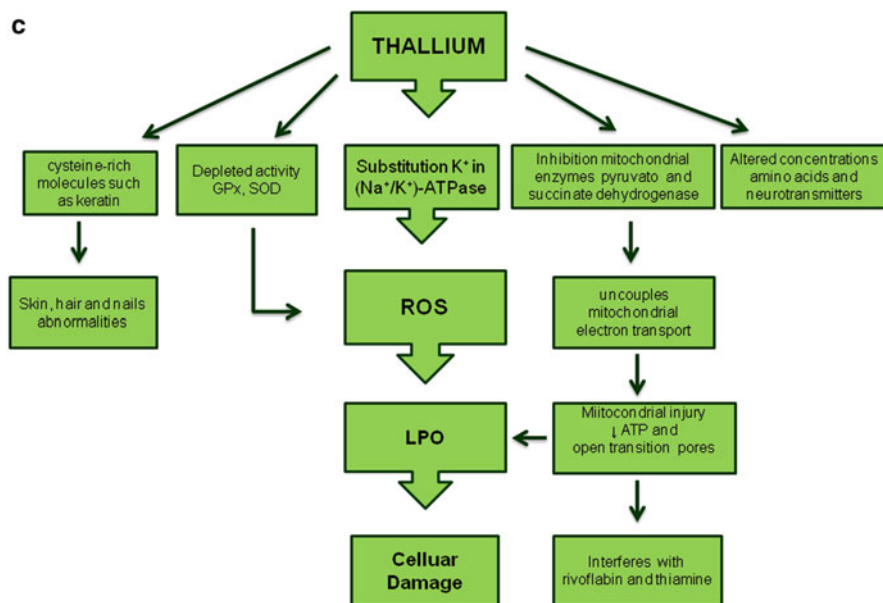 c
THALLIUM
cysteine-rich
molecules such
as keratin
Depleted activity
GPx, SOD
Substitution K⁺ in
(Na⁺/K⁺)-ATPase
Inhibition mitochondrial
enzymes pyruvato and
succinate dehydrogenase
Altered concentrations
amino acids and
neurotransmitters
Skin, hair and nails
abnormalities
ROS
uncouples
mitochondrial
electron transport
LPO
Miitocondrial injury
↓ ATP and
open transition pores
Celluar
Damage
Interferes with
rivoflabin and thiamine